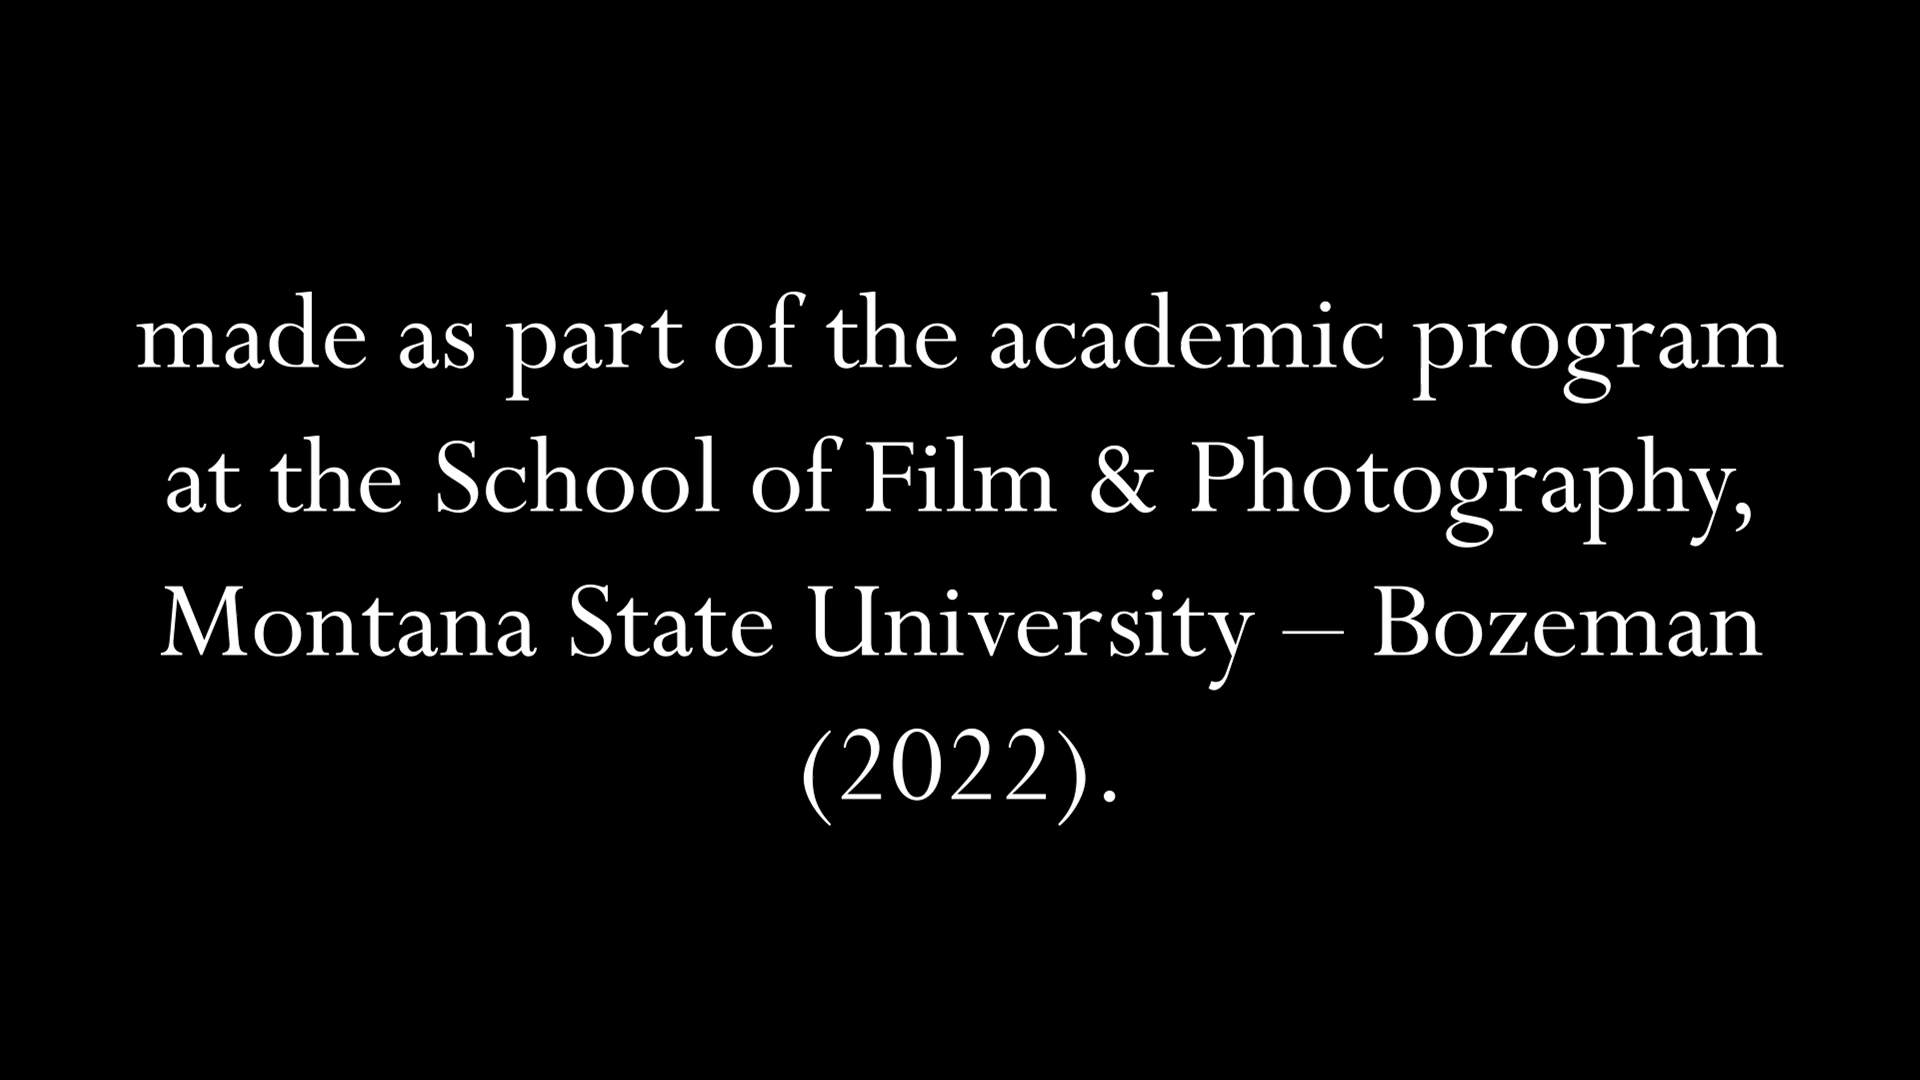 made as part of the academic program
at the School of Film & Photography,
Montana State University – Bozeman
(2022).